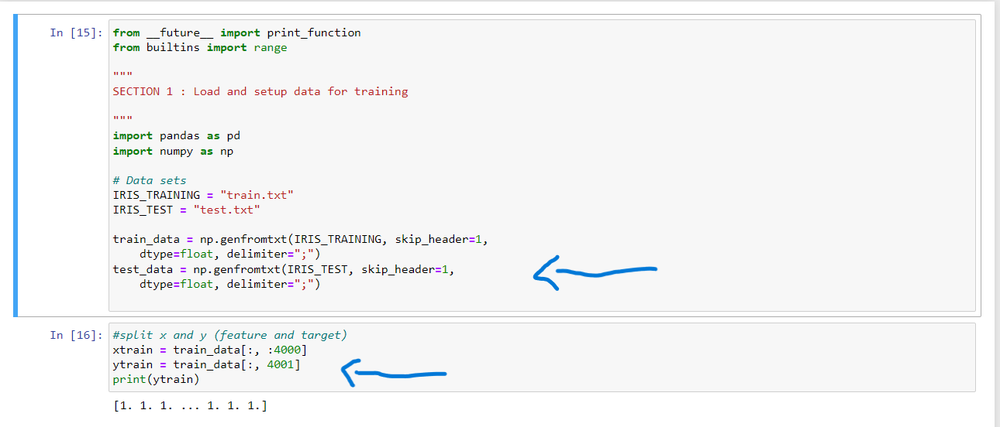 In [15]: from __future__ import print_function
from builtins import range
"""
SECTION 1 : Load and setup data for training
"""
import pandas as pd
import numpy as np
# Data sets
IRIS_TRAINING = "train.txt"
IRIS_TEST = "test.txt"
train_data = np.genfromtxt(IRIS_TRAINING, skip_header=1,
dtype=float, delimiter=";")
test_data = np.genfromtxt(IRIS_TEST, skip_header=1,
dtype=float, delimiter=";")
In [16]: #split x and y (feature and target)
xtrain = train_data[:, :4000]
ytrain = train_data[:, 4001]
print(ytrain)
[1. 1. 1. ... 1. 1. 1.]